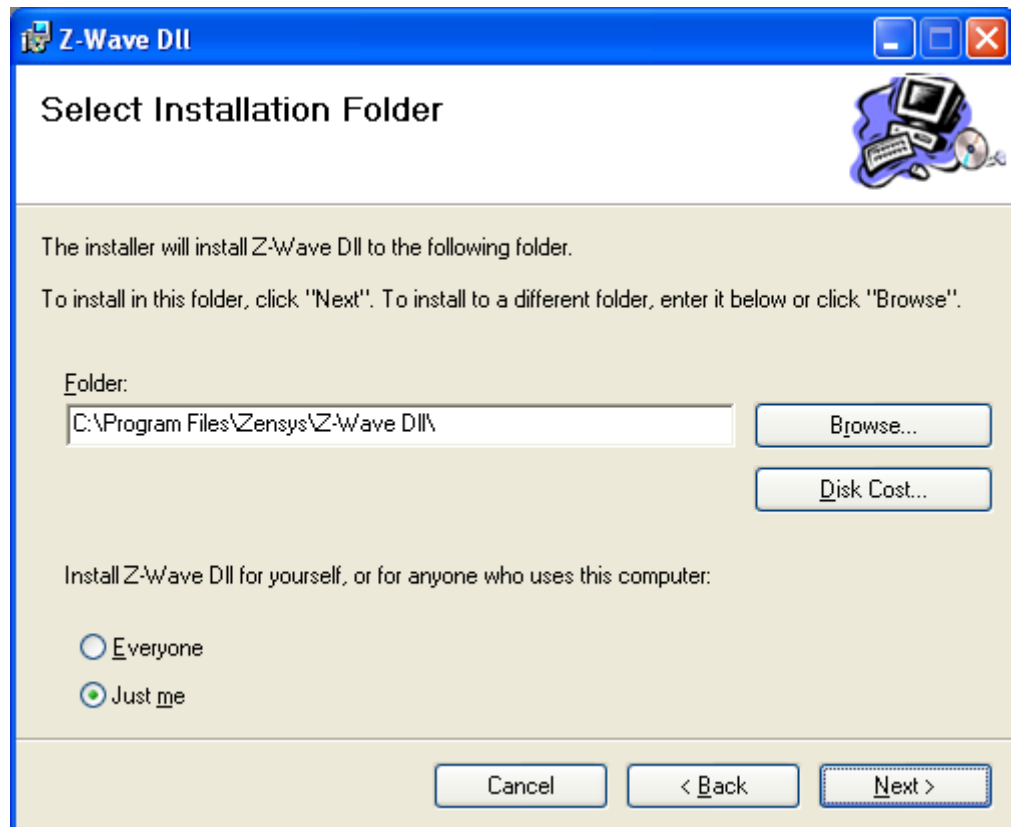 Z-Wave Dll
Select Installation Folder
The installer will install Z-Wave Dll to the following folder.
To install in this folder, click "Next". To install to a different folder, enter it below or click "Browse".
Folder:
C:\Program Files\Zensys\Z-Wave Dll\
Browse...
Disk Cost...
Install Z-Wave Dll for yourself, or for anyone who uses this computer:
Everyone
Just me
Cancel
< Back
Next >